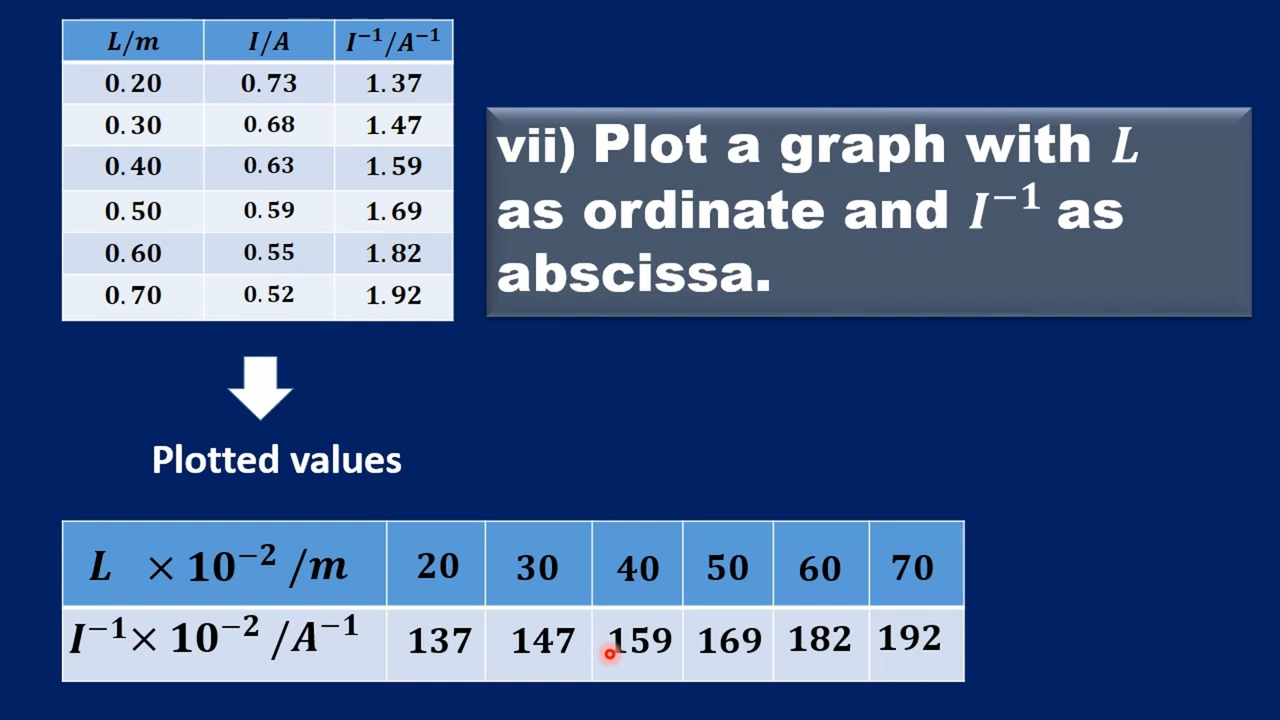 L/m I/A I⁻¹/A⁻¹
0.20 0.73 1.37
0.30 0.68 1.47
0.40 0.63 1.59
0.50 0.59 1.69
0.60 0.55 1.82
0.70 0.52 1.92
vii) Plot a graph with L
as ordinate and I⁻¹ as
abscissa.
Plotted values
L × 10⁻² /m 20 30 40 50 60 70
I⁻¹× 10⁻² /A⁻¹ 137 147 159 169 182 192